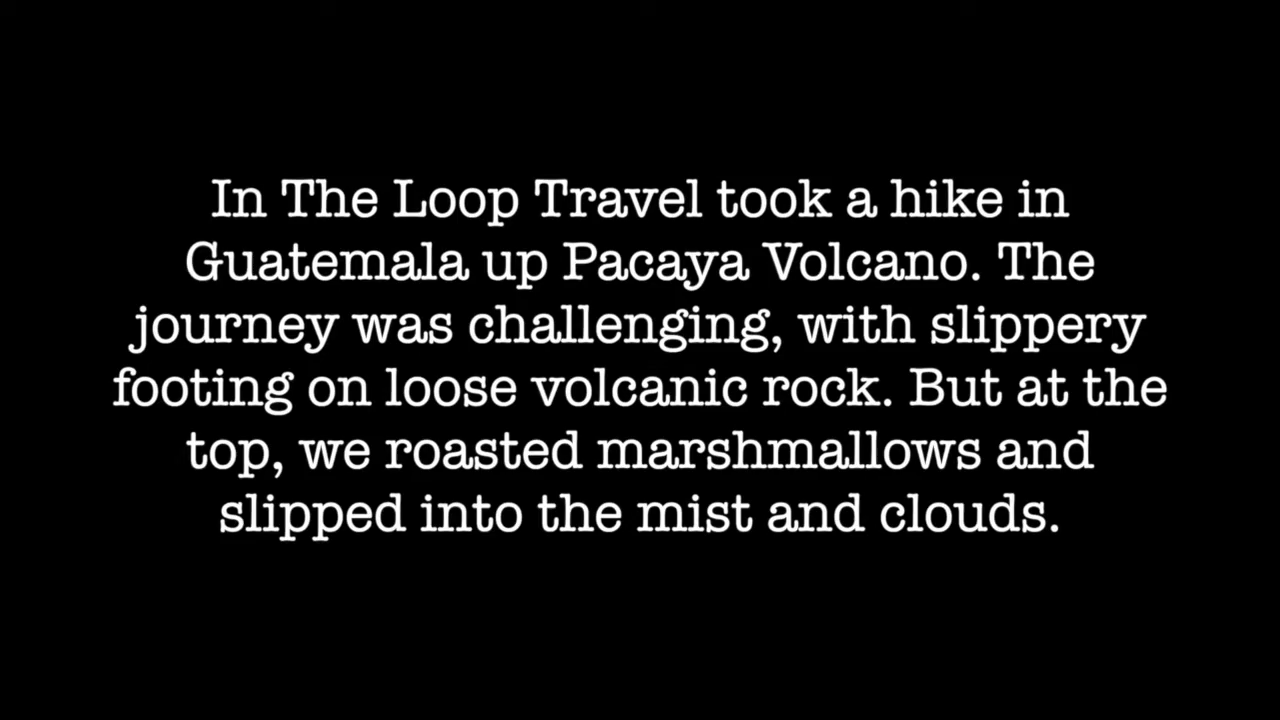 In The Loop Travel took a hike in
Guatemala up Pacaya Volcano. The
journey was challenging, with slippery
footing on loose volcanic rock. But at the
top, we roasted marshmallows and
slipped into the mist and clouds.